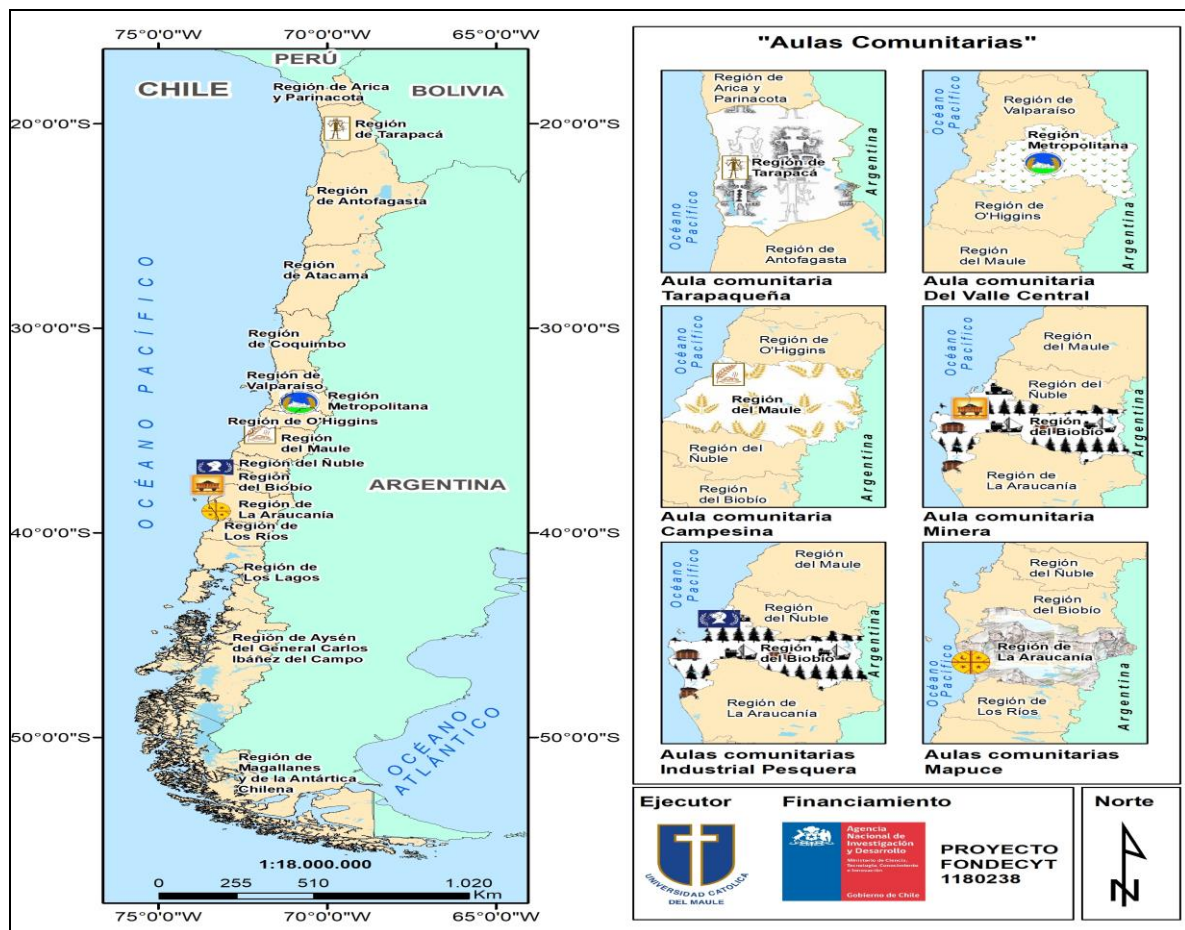 75°0'0"W
70°0'0"W
65°0'0"W
PERÚ
CHILE
BOLIVIA
Región de Arica
y Parinacota
20°0'0"S
20°0'0"S
Región
de Tarapacá
Región
de Antofagasta
Región
de Atacama
30°0'0"S
30°0'0"S
OCÉANO PACÍFICO
Región
de Coquimbo
Región de
Valparaíso
Región
Metropolitana
Región de O'Higgins
Región
del Maule
Región del Ñuble
Región
del Biobío
ARGENTINA
Región de
La Araucanía
Región de
Los Ríos
40°0'0"S
40°0'0"S
Región de
Los Lagos
Región de Aysén
del General Carlos
Ibáñez del Campo
50°0'0"S
50°0'0"S
OCÉANO
ATLÁNTICO
Región de
Magallanes
y de la Antártica
Chilena
1:18.000.000
0
255
510
1.020
Km
75°0'0"W
70°0'0"W
65°0'0"W
"Aulas Comunitarias"
Región de
Arica y
Parinacota
Región de
Tarapacá
Océano
Pacífico
Argentina
Región de
Antofagasta
Aula comunitaria
Tarapaqueña
Océano
Pacífico
Región de
Valparaíso
Región
Metropolitana
Región de
O'Higgins
Región
del Maule
Argentina
Aula comunitaria
Del Valle Central
Océano
Pacífico
Región de
O'Higgins
Región
del Maule
Región del
Ñuble
Región
del Biobío
Argentina
Aula comunitaria
Campesina
Océano
Pacífico
Región
del Maule
Región del
Ñuble
Región
del Biobío
Región de
La Araucanía
Argentina
Aula comunitaria
Minera
Océano
Pacífico
Región
del Maule
Región del
Ñuble
Región
del Biobío
Región de
La Araucanía
Argentina
Aulas comunitarias
Industrial Pesquera
Región
del Ñuble
Región
del Biobío
Región de
La Araucanía
Océano
Pacífico
Región de
Los Ríos
Argentina
Aulas comunitarias
Mapuce
Ejecutor
UNIVERSIDAD CATOLICA
DEL MAULE
Financiamiento
Agencia
Nacional de
Investigación
y Desarrollo
Ministerio de Ciencia,
Tecnología, Conocimiento
e Innovación
Gobierno de Chile
PROYECTO
FONDECYT
1180238
Norte
N